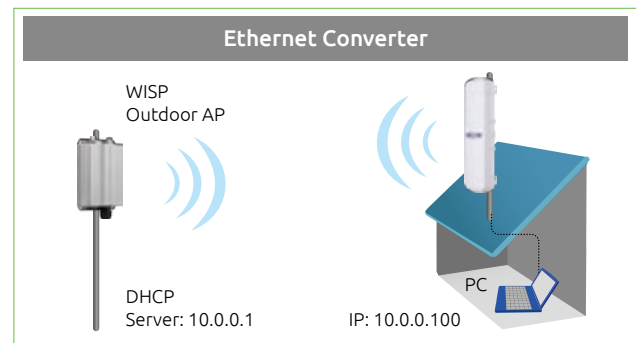 Ethernet Converter
WISP
Outdoor AP
DHCP
Server: 10.0.0.1
PC
IP: 10.0.0.100